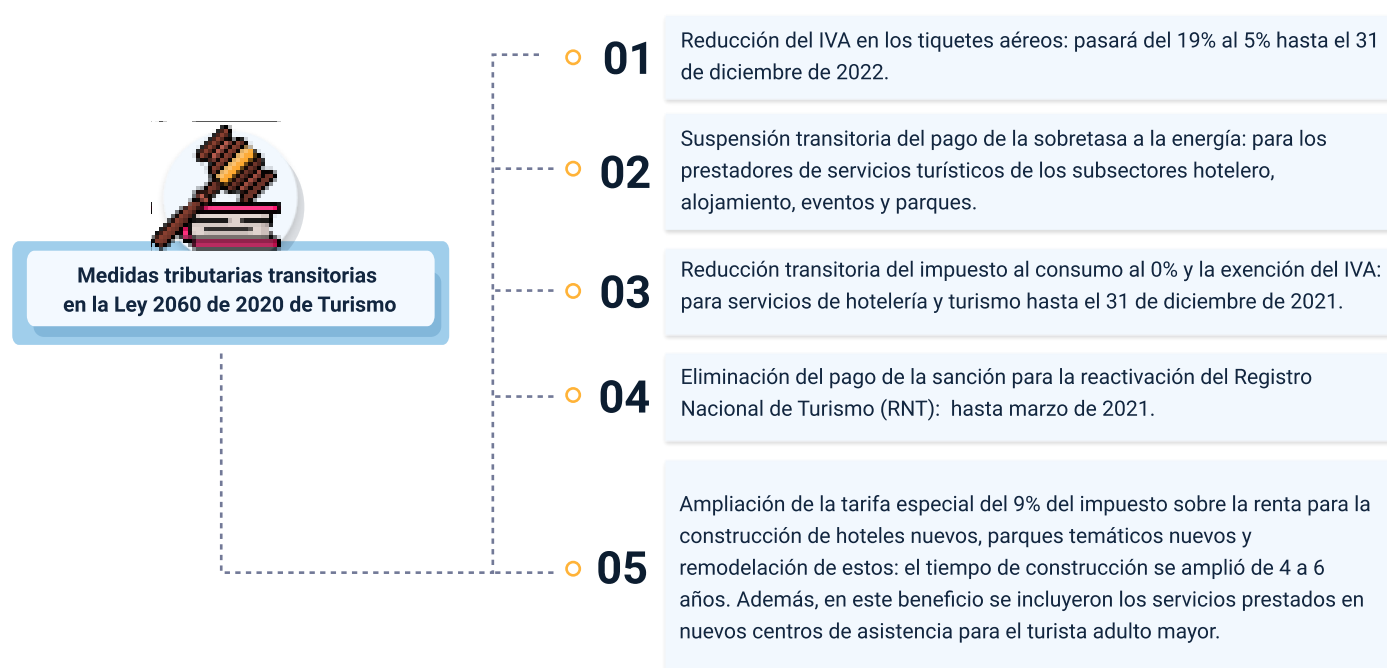 Medidas tributarias transitorias
en la Ley 2060 de 2020 de Turismo
01
Reducción del IVA en los tiquetes aéreos: pasará del 19% al 5% hasta el 31
de diciembre de 2022.
02
Suspensión transitoria del pago de la sobretasa a la energía: para los
prestadores de servicios turísticos de los subsectores hotelero,
alojamiento, eventos y parques.
03
Reducción transitoria del impuesto al consumo al 0% y la exención del IVA:
para servicios de hotelería y turismo hasta el 31 de diciembre de 2021.
04
Eliminación del pago de la sanción para la reactivación del Registro
Nacional de Turismo (RNT):  hasta marzo de 2021.
05
Ampliación de la tarifa especial del 9% del impuesto sobre la renta para la
construcción de hoteles nuevos, parques temáticos nuevos y
remodelación de estos: el tiempo de construcción se amplió de 4 a 6
años. Además, en este beneficio se incluyeron los servicios prestados en
nuevos centros de asistencia para el turista adulto mayor.